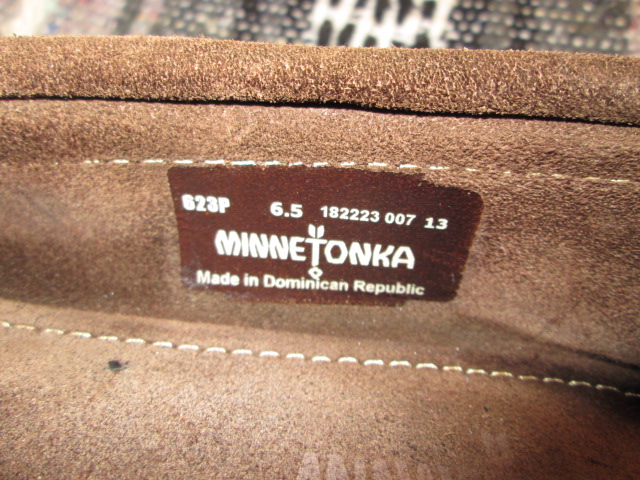 623P 6.5 182223 007 13
MINNETONKA
Made in Dominican Republic